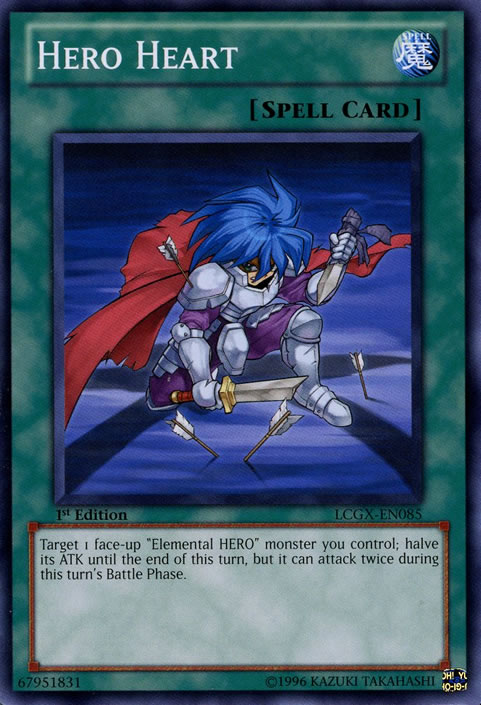 HERO HEART
SPELL
魔
[SPELL CARD]
1st Edition
LCGX-EN085
Target 1 face-up "Elemental HERO" monster you control; halve
its ATK until the end of this turn, but it can attack twice during
this turn's Battle Phase.
67951831
©1996 KAZUKI TAKAHASHI